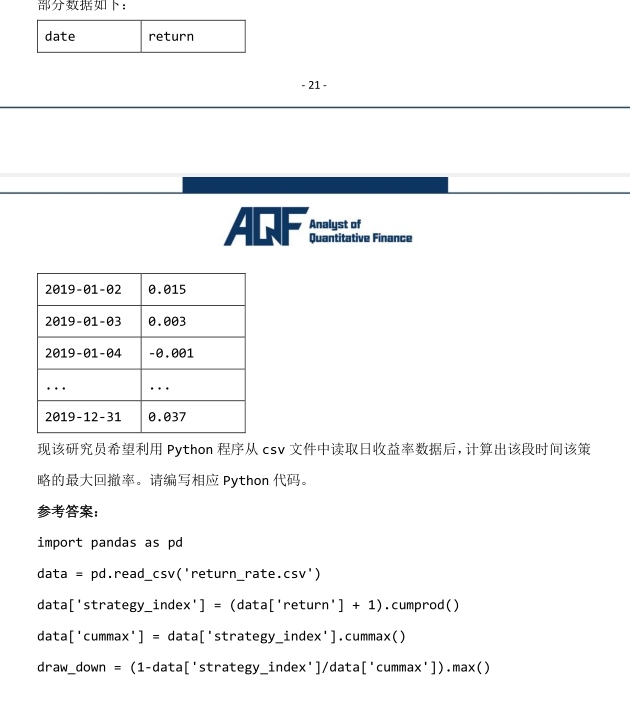 部分数据如下：
date return
- 21 -
AQF Analyst of
Quantitative Finance
2019-01-02 0.015
2019-01-03 0.003
2019-01-04 -0.001
... ...
2019-12-31 0.037
现该研究员希望利用 Python 程序从 csv 文件中读取日收益率数据后，计算出该段时间该策
略的最大回撤率。请编写相应 Python 代码。
参考答案：
import pandas as pd
data = pd.read_csv('return_rate.csv')
data['strategy_index'] = (data['return'] + 1).cumprod()
data['cummax'] = data['strategy_index'].cummax()
draw_down = (1-data['strategy_index']/data['cummax']).max()